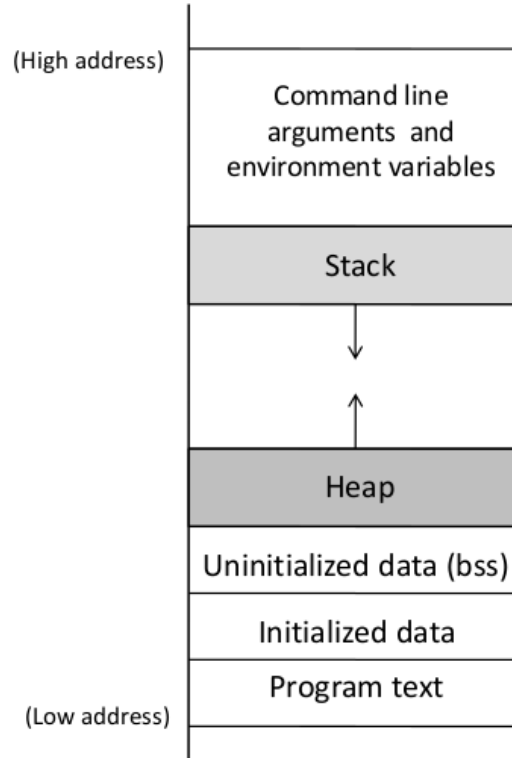 (High address)
Command line
arguments and
environment variables
Stack
Heap
Uninitialized data (bss)
Initialized data
Program text
(Low address)